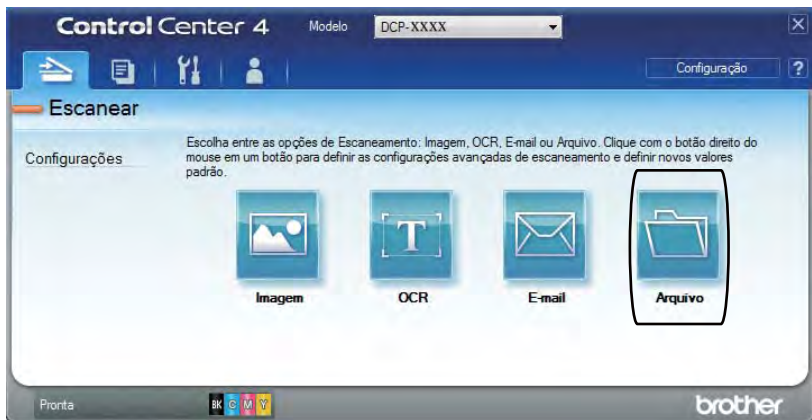 Control Center 4 Modelo DCP-XXXX
Configuração ?
Escanear
Configurações
Escolha entre as opções de Escaneamento: Imagem, OCR, E-mail ou Arquivo. Clique com o botão direito do
mouse em um botão para definir as configurações avançadas de escaneamento e definir novos valores
padrão.
T
Imagem OCR E-mail Arquivo
Pronta BK C M Y brother